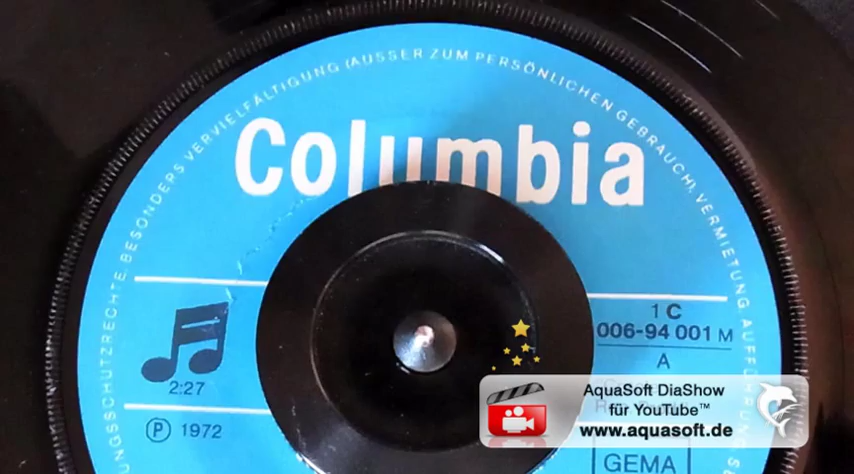 UNGSSCHUTZRECHTE, BESONDERS VERVIELFÄLTIGUNG (AUSSER ZUM PERSÖNLICHEN GEBRAUCH), VERMIETUNG, AUFFÜHRUNG
Columbia
1 C
006-94 001 M
A
2:27
Ⓟ 1972
GEMA
AquaSoft DiaShow
für YouTube™
www.aquasoft.de